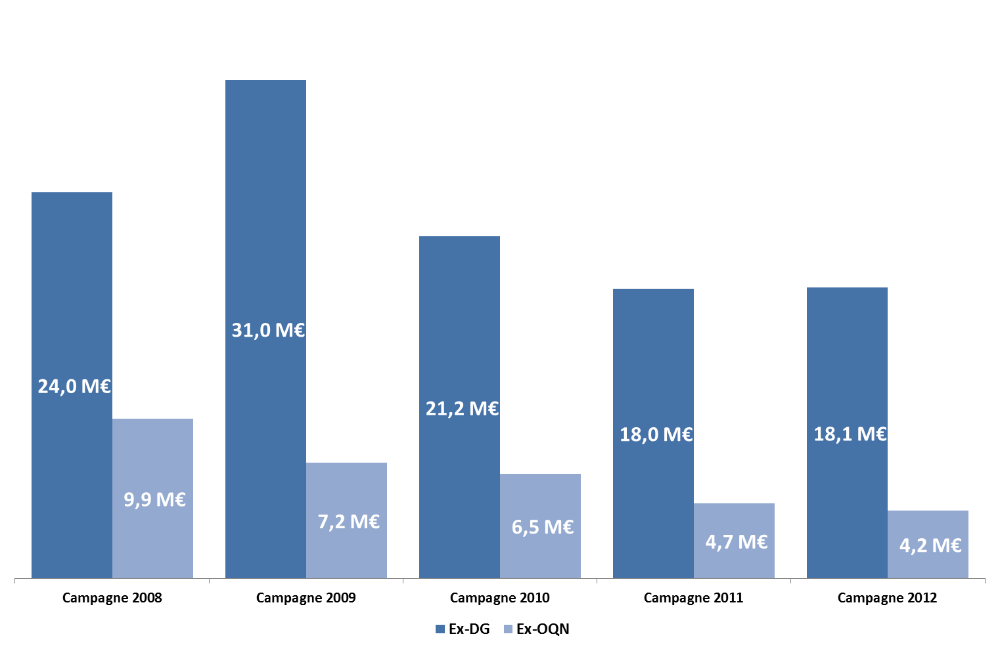 31,0 M€
24,0 M€
21,2 M€
18,0 M€
18,1 M€
9,9 M€
7,2 M€
6,5 M€
4,7 M€
4,2 M€
Campagne 2008
Campagne 2009
Campagne 2010
Campagne 2011
Campagne 2012
Ex-DG
Ex-OQN